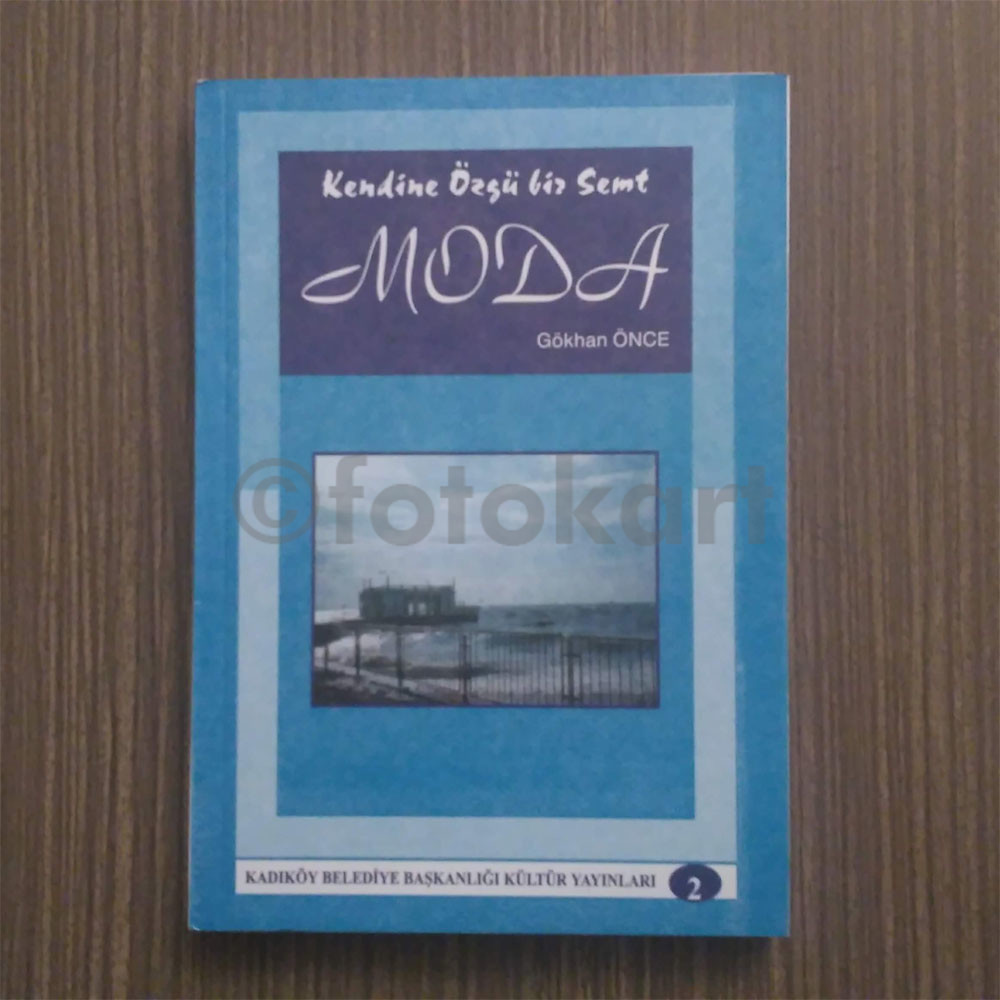 Kendine Özgü bir Semt
MODA
Gökhan ÖNCE
©fotokart
KADIKÖY BELEDİYE BAŞKANLIĞI KÜLTÜR YAYINLARI 2